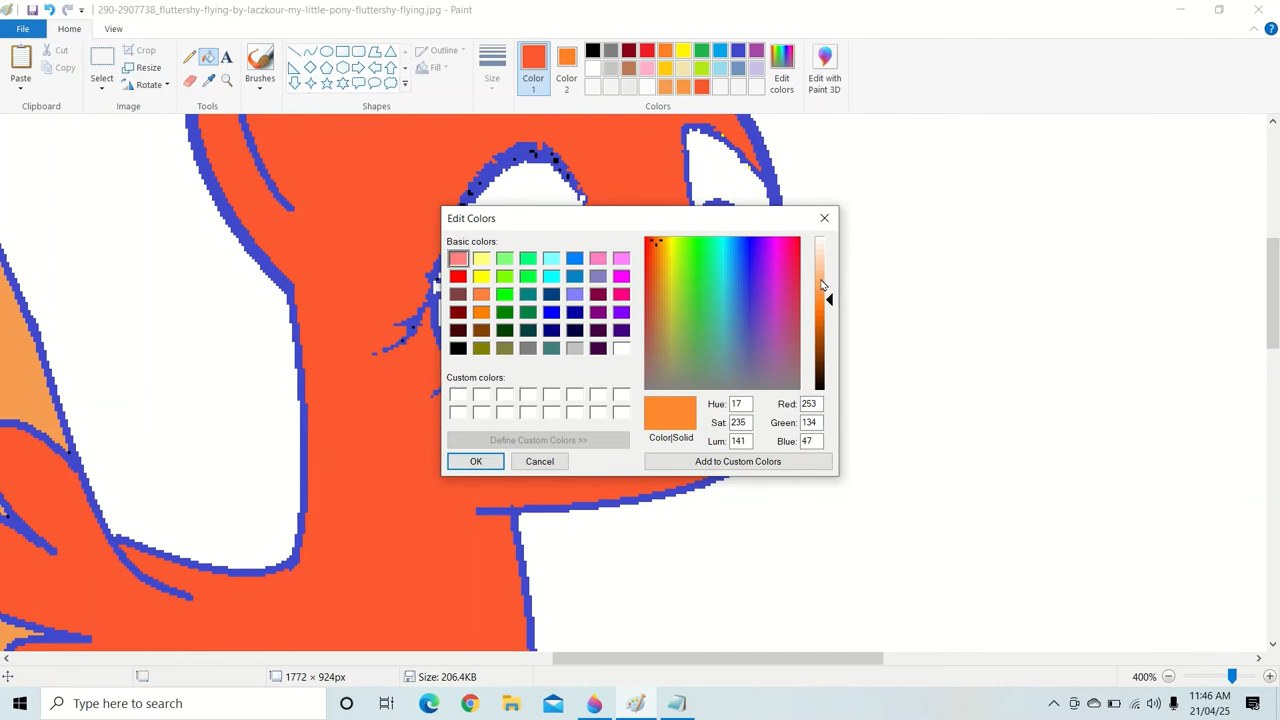 290-2907738_fluttershy-flying-by-laczkour-my-little-pony-fluttershy-flying.jpg - Paint
File Home View
Paste Cut Copy Select Crop Resize Rotate Brushes Outline Fill Size Color 1 Color 2 Edit colors Edit with Paint 3D
Clipboard Image Tools Shapes Colors
Edit Colors
Basic colors:
Custom colors:
Define Custom Colors >>
OK Cancel
Color|Solid
Hue: 17 Red: 253
Sat: 235 Green: 134
Lum: 141 Blue: 47
Add to Custom Colors
1772 × 924px Size: 206.4KB 400%
Type here to search
11:46 AM
21/04/25